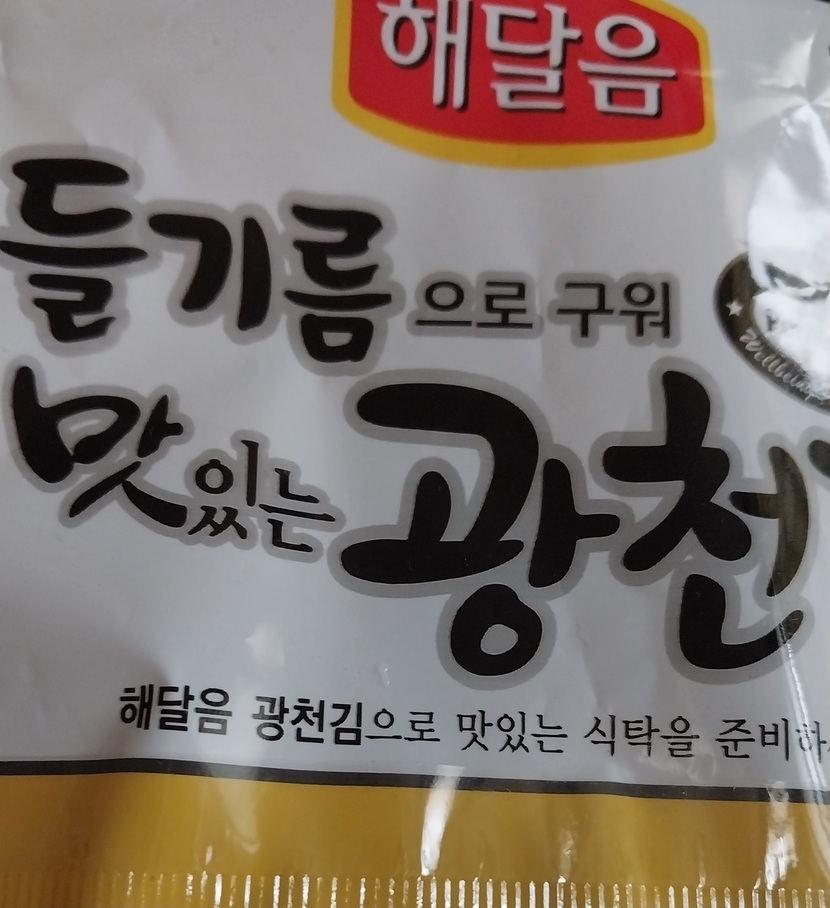 해달음
들기름으로 구워
Wellbeing
맛있는 광천
해달음 광천김으로 맛있는 식탁을 준비하